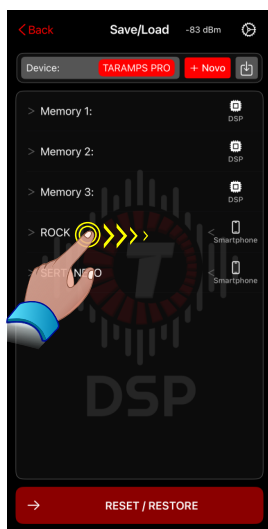 < Back Save/Load -83 dBm
Device: TARAMPS PRO + Novo
> Memory 1: DSP
> Memory 2: DSP
> Memory 3: DSP
> ROCK < Smartphone
< Smartphone
DSP
→ RESET / RESTORE